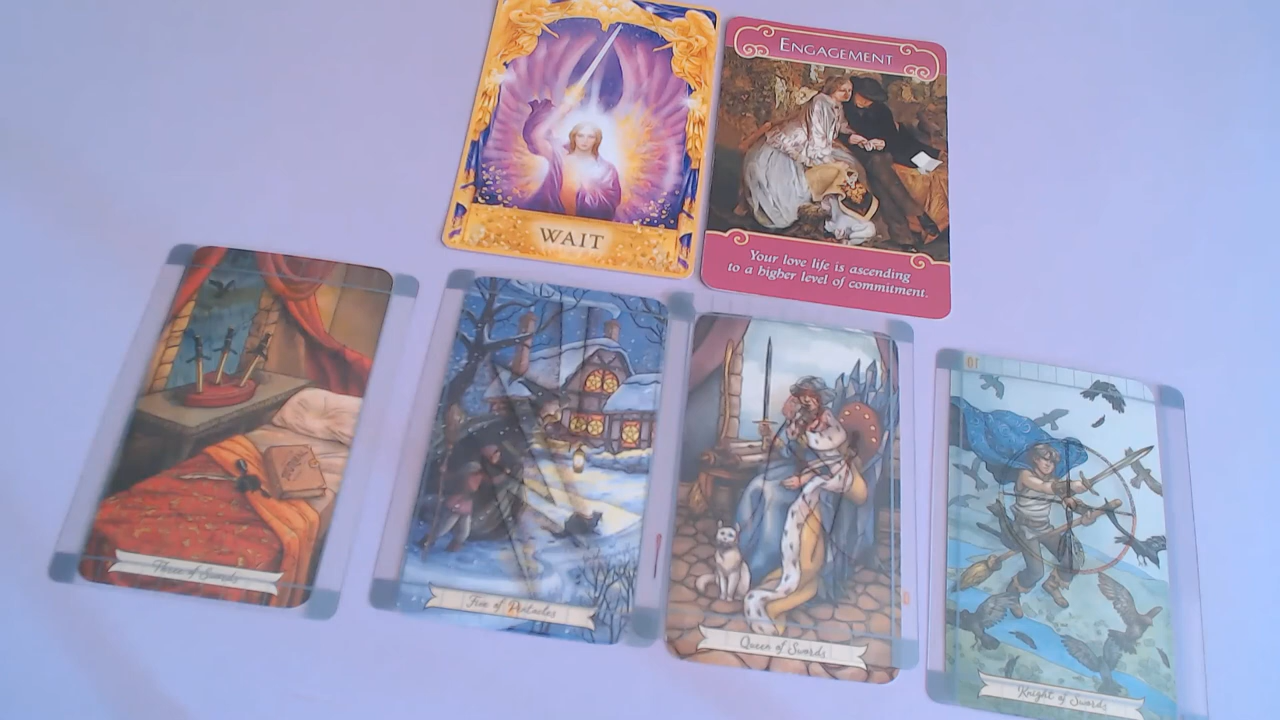 WAIT
ENGAGEMENT
Your love life is ascending
to a higher level of commitment.
Three of Swords
Five of Pentacles
Queen of Swords
10
Knight of Swords